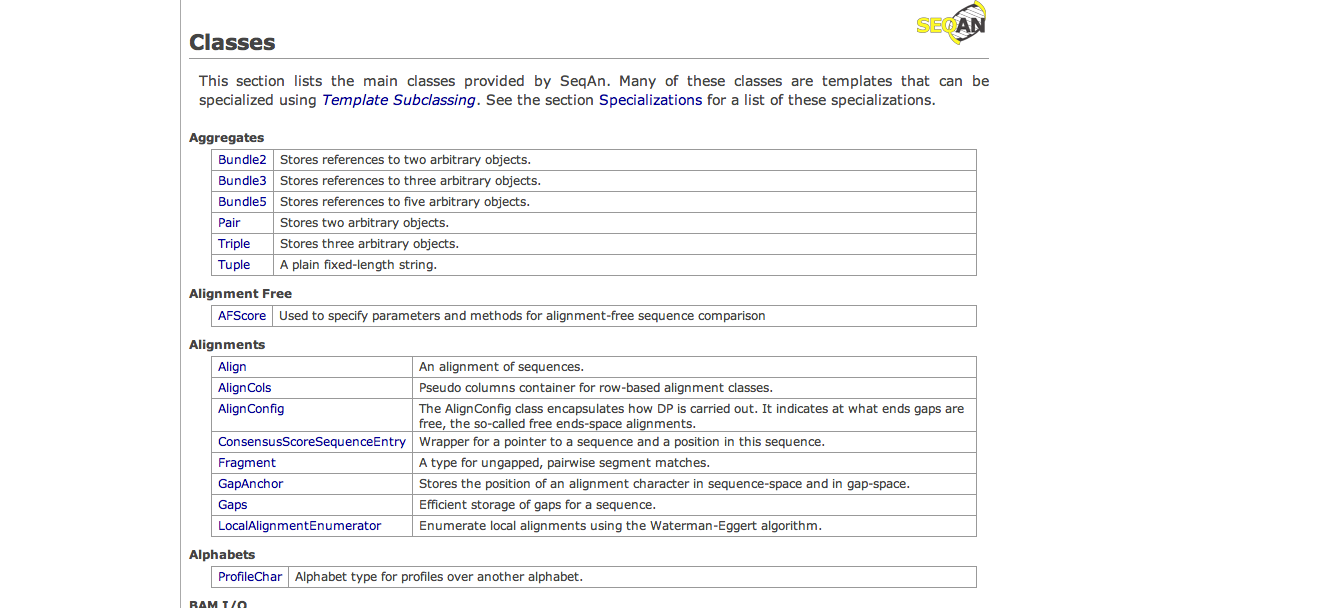 SEQAN
Classes
This section lists the main classes provided by SeqAn. Many of these classes are templates that can be
specialized using Template Subclassing. See the section Specializations for a list of these specializations.
Aggregates
Bundle2 Stores references to two arbitrary objects.
Bundle3 Stores references to three arbitrary objects.
Bundle5 Stores references to five arbitrary objects.
Pair Stores two arbitrary objects.
Triple Stores three arbitrary objects.
Tuple A plain fixed-length string.
Alignment Free
AFScore Used to specify parameters and methods for alignment-free sequence comparison
Alignments
Align An alignment of sequences.
AlignCols Pseudo columns container for row-based alignment classes.
AlignConfig The AlignConfig class encapsulates how DP is carried out. It indicates at what ends gaps are
free, the so-called free ends-space alignments.
ConsensusScoreSequenceEntry Wrapper for a pointer to a sequence and a position in this sequence.
Fragment A type for ungapped, pairwise segment matches.
GapAnchor Stores the position of an alignment character in sequence-space and in gap-space.
Gaps Efficient storage of gaps for a sequence.
LocalAlignmentEnumerator Enumerate local alignments using the Waterman-Eggert algorithm.
Alphabets
ProfileChar Alphabet type for profiles over another alphabet.
BAM I/O